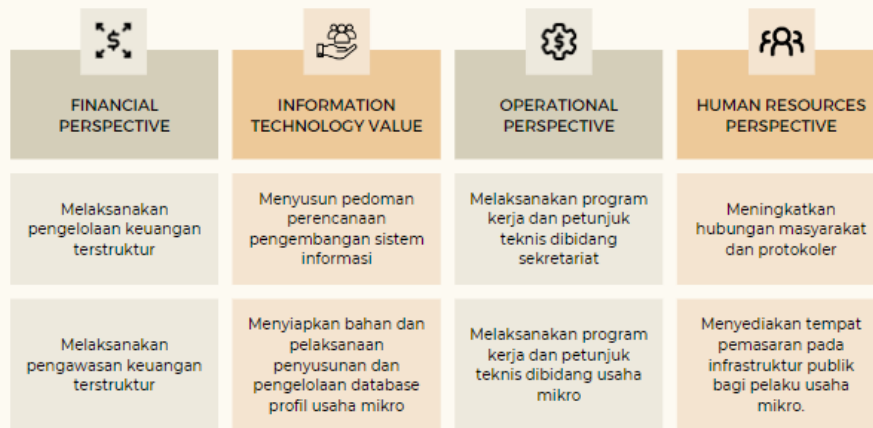 FINANCIAL
PERSPECTIVE
INFORMATION
TECHNOLOGY VALUE
OPERATIONAL
PERSPECTIVE
HUMAN RESOURCES
PERSPECTIVE
Melaksanakan
pengelolaan keuangan
terstruktur
Menyusun pedoman
perencanaan
pengembangan sistem
informasi
Melaksanakan program
kerja dan petunjuk
teknis dibidang
sekretariat
Meningkatkan
hubungan masyarakat
dan protokoler
Melaksanakan
pengawasan keuangan
terstruktur
Menyiapkan bahan dan
pelaksanaan
penyusunan dan
pengelolaan database
profil usaha mikro
Melaksanakan program
kerja dan petunjuk
teknis dibidang usaha
mikro
Menyediakan tempat
pemasaran pada
infrastruktur publik
bagi pelaku usaha
mikro.